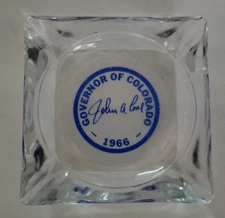 GOVERNOR OF COLORADO
John A. Love
- 1966 -